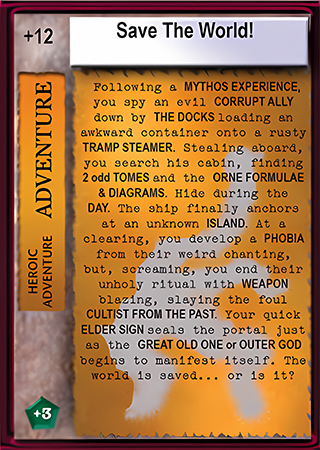 +12
Save The World!
HEROIC
ADVENTURE
ADVENTURE
Following a MYTHOS EXPERIENCE,
you spy an evil CORRUPT ALLY
down by THE DOCKS loading an
awkward container onto a rusty
TRAMP STEAMER. Stealing aboard,
you search his cabin, finding
2 odd TOMES and the ORNE FORMULAE
& DIAGRAMS. Hide during the
DAY. The ship finally anchors
at an unknown ISLAND. At a
clearing, you develop a PHOBIA
from their weird chanting,
but, screaming, you end their
unholy ritual with WEAPON
blazing, slaying the foul
CULTIST FROM THE PAST. Your quick
ELDER SIGN seals the portal just
as the GREAT OLD ONE or OUTER GOD
begins to manifest itself. The
world is saved... or is it?
+3